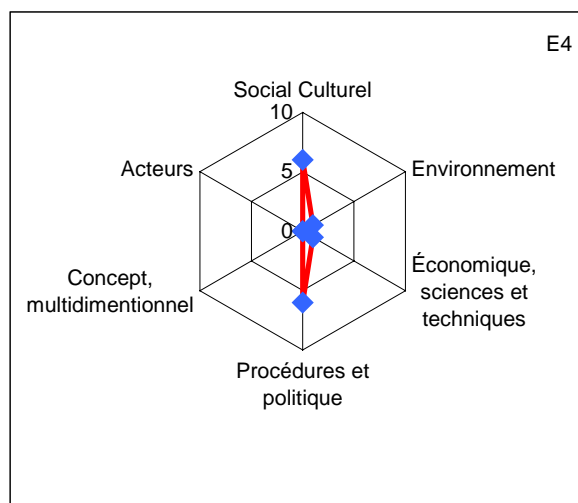 E4
Social Culturel
10
Acteurs
Environnement
5
0
Concept,
multidimentionnel
Économique,
sciences et
techniques
Procédures et
politique